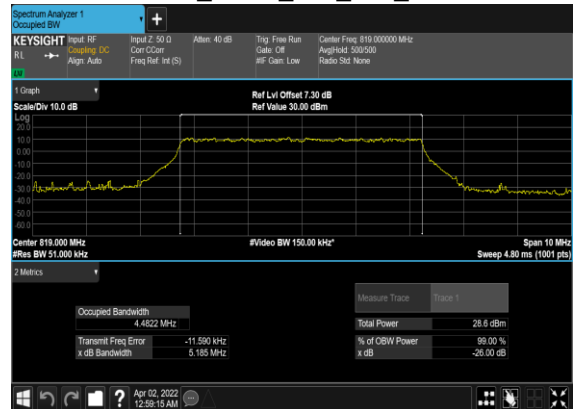 Spectrum Analyzer 1
Occupied BW
+
KEYSIGHT Input: RF Input Z: 50 Ω Atten: 40 dB Trig: Free Run Center Freq: 819.000000 MHz
RL Coupling: DC Corr CCorr Gate: Off Avg|Hold: 500/500
Align: Auto Freq Ref: Int (S) #IF Gain: Low Radio Std: None
LW
1 Graph
Ref Lvl Offset 7.30 dB
Scale/Div 10.0 dB Ref Value 30.00 dBm
Log
20.0
10.0
0.00
-10.0
-20.0
-30.0
-40.0
-50.0
-60.0
Center 819.000 MHz #Video BW 150.00 kHz* Span 10 MHz
#Res BW 51.000 kHz Sweep 4.80 ms (1001 pts)
2 Metrics
Measure Trace Trace 1
Occupied Bandwidth
4.4822 MHz Total Power 28.6 dBm
Transmit Freq Error -11.590 kHz % of OBW Power 99.00 %
x dB Bandwidth 5.185 MHz x dB -26.00 dB
? Apr 02, 2022
12:59:15 AM